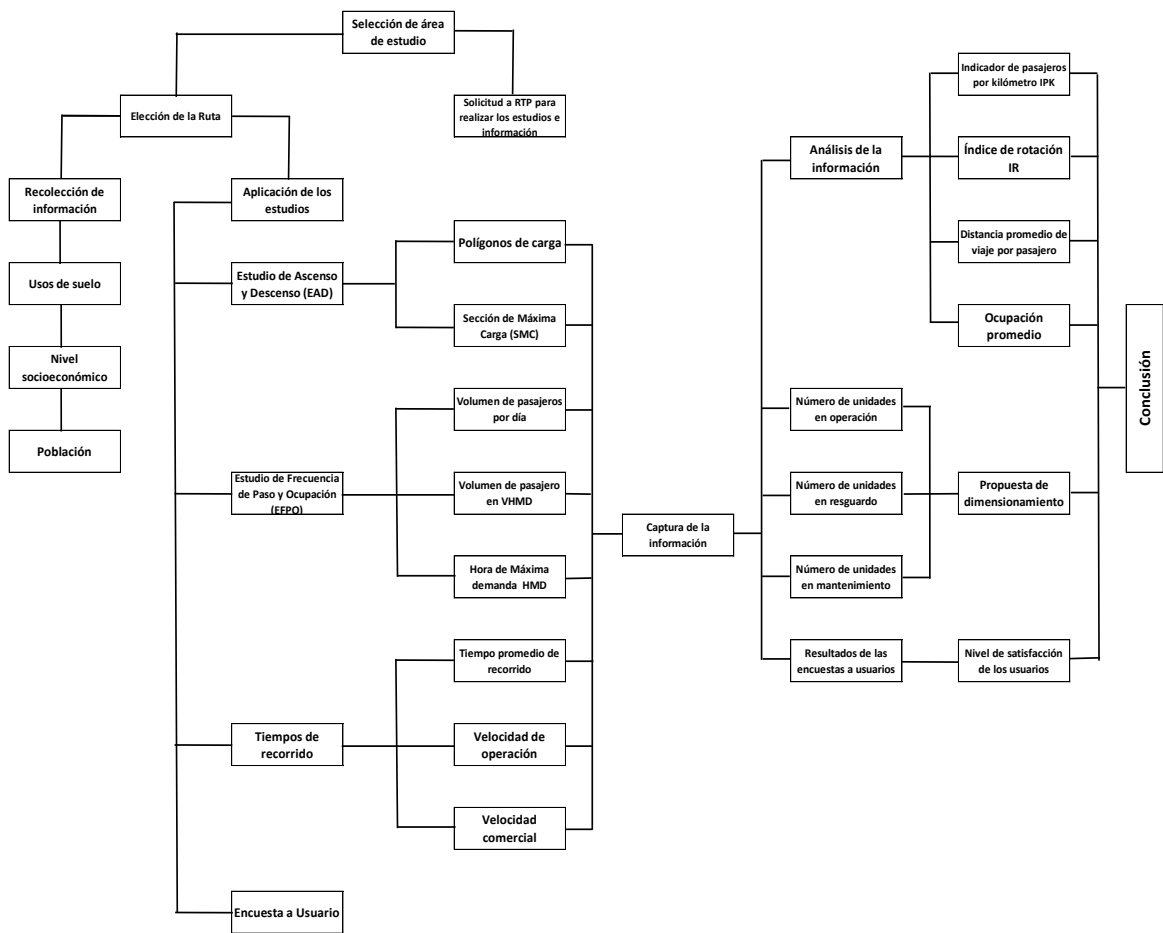 Selección de área
de estudio
Solicitud a RTP para
realizar los estudios e
información
Elección de la Ruta
Recolección de
información
Usos de suelo
Nivel
socioeconómico
Población
Aplicación de los
estudios
Estudio de Ascenso
y Descenso (EAD)
Polígonos de carga
Sección de Máxima
Carga (SMC)
Estudio de Frecuencia
de Paso y Ocupación
(EFPO)
Volumen de pasajeros
por día
Volumen de pasajero
en VHMD
Hora de Máxima
demanda HMD
Tiempos de
recorrido
Tiempo promedio de
recorrido
Velocidad de
operación
Velocidad
comercial
Encuesta a Usuario
Captura de la
información
Análisis de la
información
Indicador de pasajeros
por kilómetro IPK
Índice de rotación
IR
Distancia promedio de
viaje por pasajero
Ocupación
promedio
Número de unidades
en operación
Número de unidades
en resguardo
Número de unidades
en mantenimiento
Propuesta de
dimensionamiento
Resultados de las
encuestas a usuarios
Nivel de satisfacción
de los usuarios
Conclusión